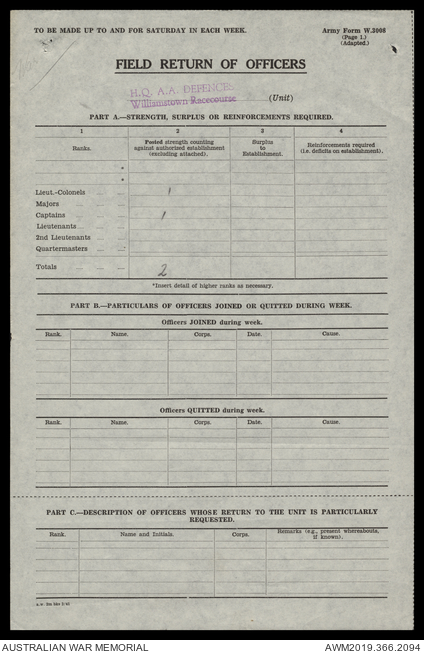 TO BE MADE UP TO AND FOR SATURDAY IN EACH WEEK.
Army Form W.3008
(Page 1.)
(Adapted.)
FIELD RETURN OF OFFICERS
H.Q. A.A. DEFENCES
Williamstown Racecourse (Unit)
PART A.—STRENGTH, SURPLUS OR REINFORCEMENTS REQUIRED.
1 2 3 4
Ranks. Posted strength counting against authorized establishment (excluding attached). Surplus to Establishment. Reinforcements required (i.e. deficits on establishment).
*
*
Lieut.-Colonels 1
Majors
Captains 1
Lieutenants
2nd Lieutenants
Quartermasters
Totals 2
*Insert detail of higher ranks as necessary.
PART B.—PARTICULARS OF OFFICERS JOINED OR QUITTED DURING WEEK.
Officers JOINED during week.
Rank. Name. Corps. Date. Cause.
Officers QUITTED during week.
Rank. Name. Corps. Date. Cause.
PART C.—DESCRIPTION OF OFFICERS WHOSE RETURN TO THE UNIT IS PARTICULARLY
REQUESTED.
Rank. Name and Initials. Corps. Remarks (e.g., present whereabouts, if known).
AUSTRALIAN WAR MEMORIAL AWM2019.366.2094